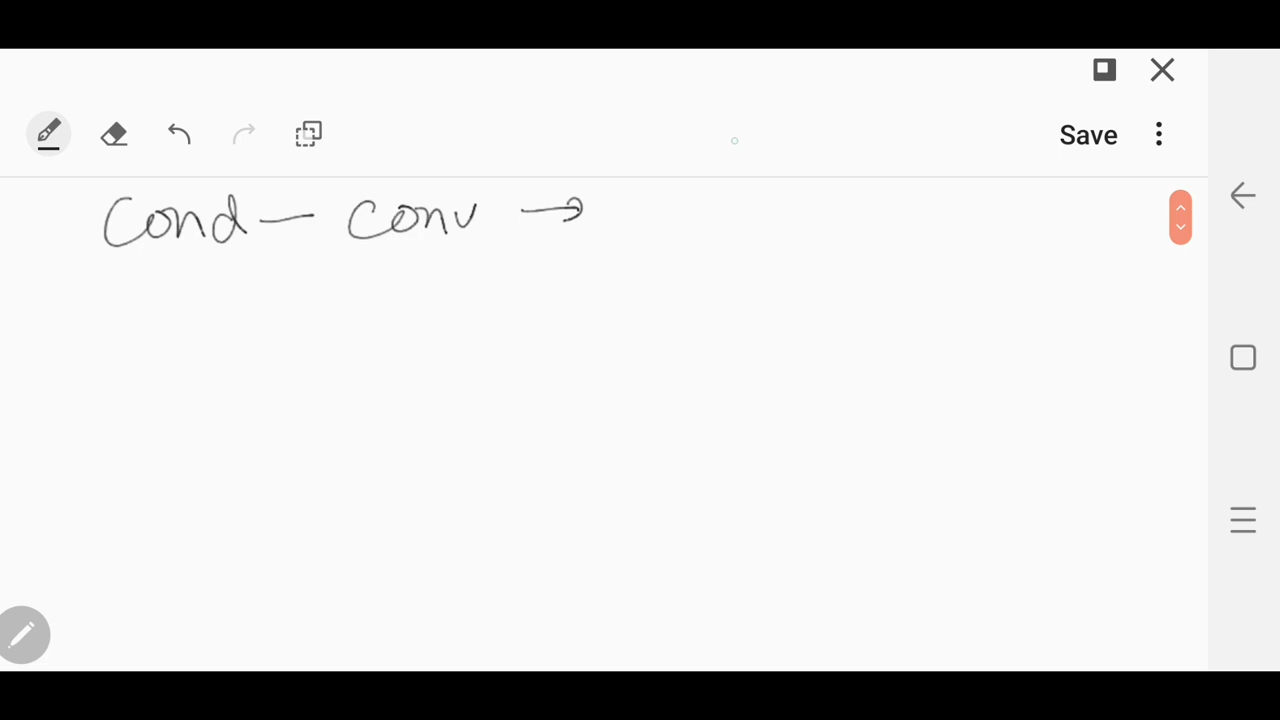 Save
Cond — Conv →